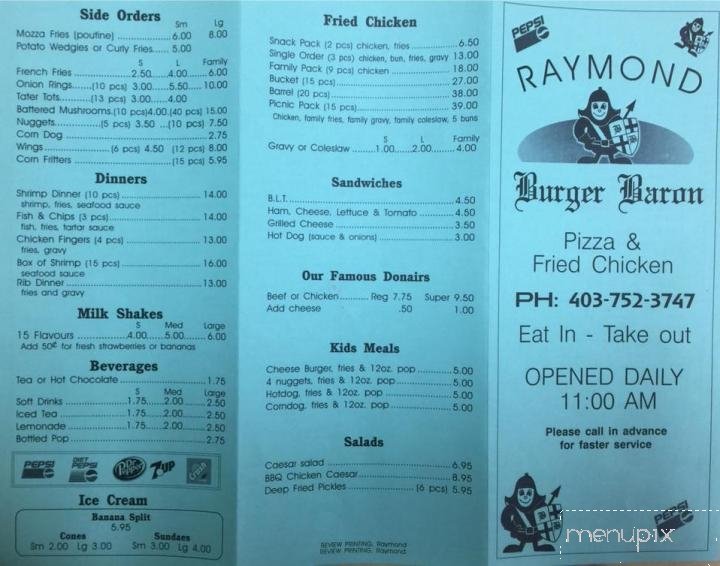 Side Orders
Sm Lg
Mozza Fries (poutine) 6.00 8.00
Potato Wedgies or Curly Fries 5.00
S L Family
French Fries 2.50 4.00 6.00
Onion Rings (10 pcs) 3.00 5.50 10.00
Tater Tots (13 pcs) 3.00 4.00
Battered Mushrooms (10 pcs) 4.00 (40 pcs) 15.00
Nuggets (5 pcs) 3.50 (10 pcs) 7.50
Corn Dog 2.75
Wings (6 pcs) 4.50 (12 pcs) 8.00
Corn Fritters (15 pcs) 5.95
Dinners
Shrimp Dinner (10 pcs) 14.00
shrimp, fries, seafood sauce
Fish & Chips (3 pc) 14.00
fish, fries, tartar sauce
Chicken Fingers (4 pcs) 13.00
fries, gravy
Box of Shrimp (15 pcs) 16.00
seafood sauce
Rib Dinner 13.00
fries and gravy
Milk Shakes
S Med Large
15 Flavours 4.00 5.00 6.00
Add 50¢ for fresh strawberries or bananas
Beverages
Tea or Hot Chocolate 1.75
S Med Large
Soft Drinks 1.75 2.00 2.50
Iced Tea 1.75 2.00 2.50
Lemonade 1.75 2.00 2.50
Bottled Pop 2.75
PEPSI DIET PEPSI Dr Pepper 7UP Crush
Ice Cream
Banana Split
5.95
Cones Sundaes
Sm 2.00 Lg 3.00 Sm 3.00 Lg 4.00
Fried Chicken
Snack Pack (2 pcs) chicken, fries 6.50
Single Order (3 pcs) chicken, bun, fries, gravy 13.00
Family Pack (9 pcs) chicken 18.00
Bucket (15 pcs) 27.00
Barrel (20 pcs) 38.00
Picnic Pack (15 pcs) 39.00
Chicken, family fries, family gravy, family coleslaw, 5 buns
S L Family
Gravy or Coleslaw 1.00 2.00 4.00
Sandwiches
B.L.T. 4.50
Ham, Cheese, Lettuce & Tomato 4.50
Grilled Cheese 3.50
Hot Dog (sauce & onions) 3.00
Our Famous Donairs
Beef or Chicken Reg 7.75 Super 9.50
Add cheese .50 1.00
Kids Meals
Cheese Burger, fries & 12oz. pop 5.00
4 nuggets, fries & 12oz. pop 5.00
Hotdog, fries & 12oz. pop 5.00
Corndog, fries & 12oz. pop 5.00
Salads
Caesar salad 6.95
BBQ Chicken Caesar 8.95
Deep Fried Pickles (6 pcs) 5.95
REVIEW PRINTING, Raymond
REVIEW PRINTING, Raymond
PEPSI
RAYMOND
Burger Baron
Pizza &
Fried Chicken
PH: 403-752-3747
Eat In - Take out
OPENED DAILY
11:00 AM
Please call in advance
for faster service
PEPSI
menupix